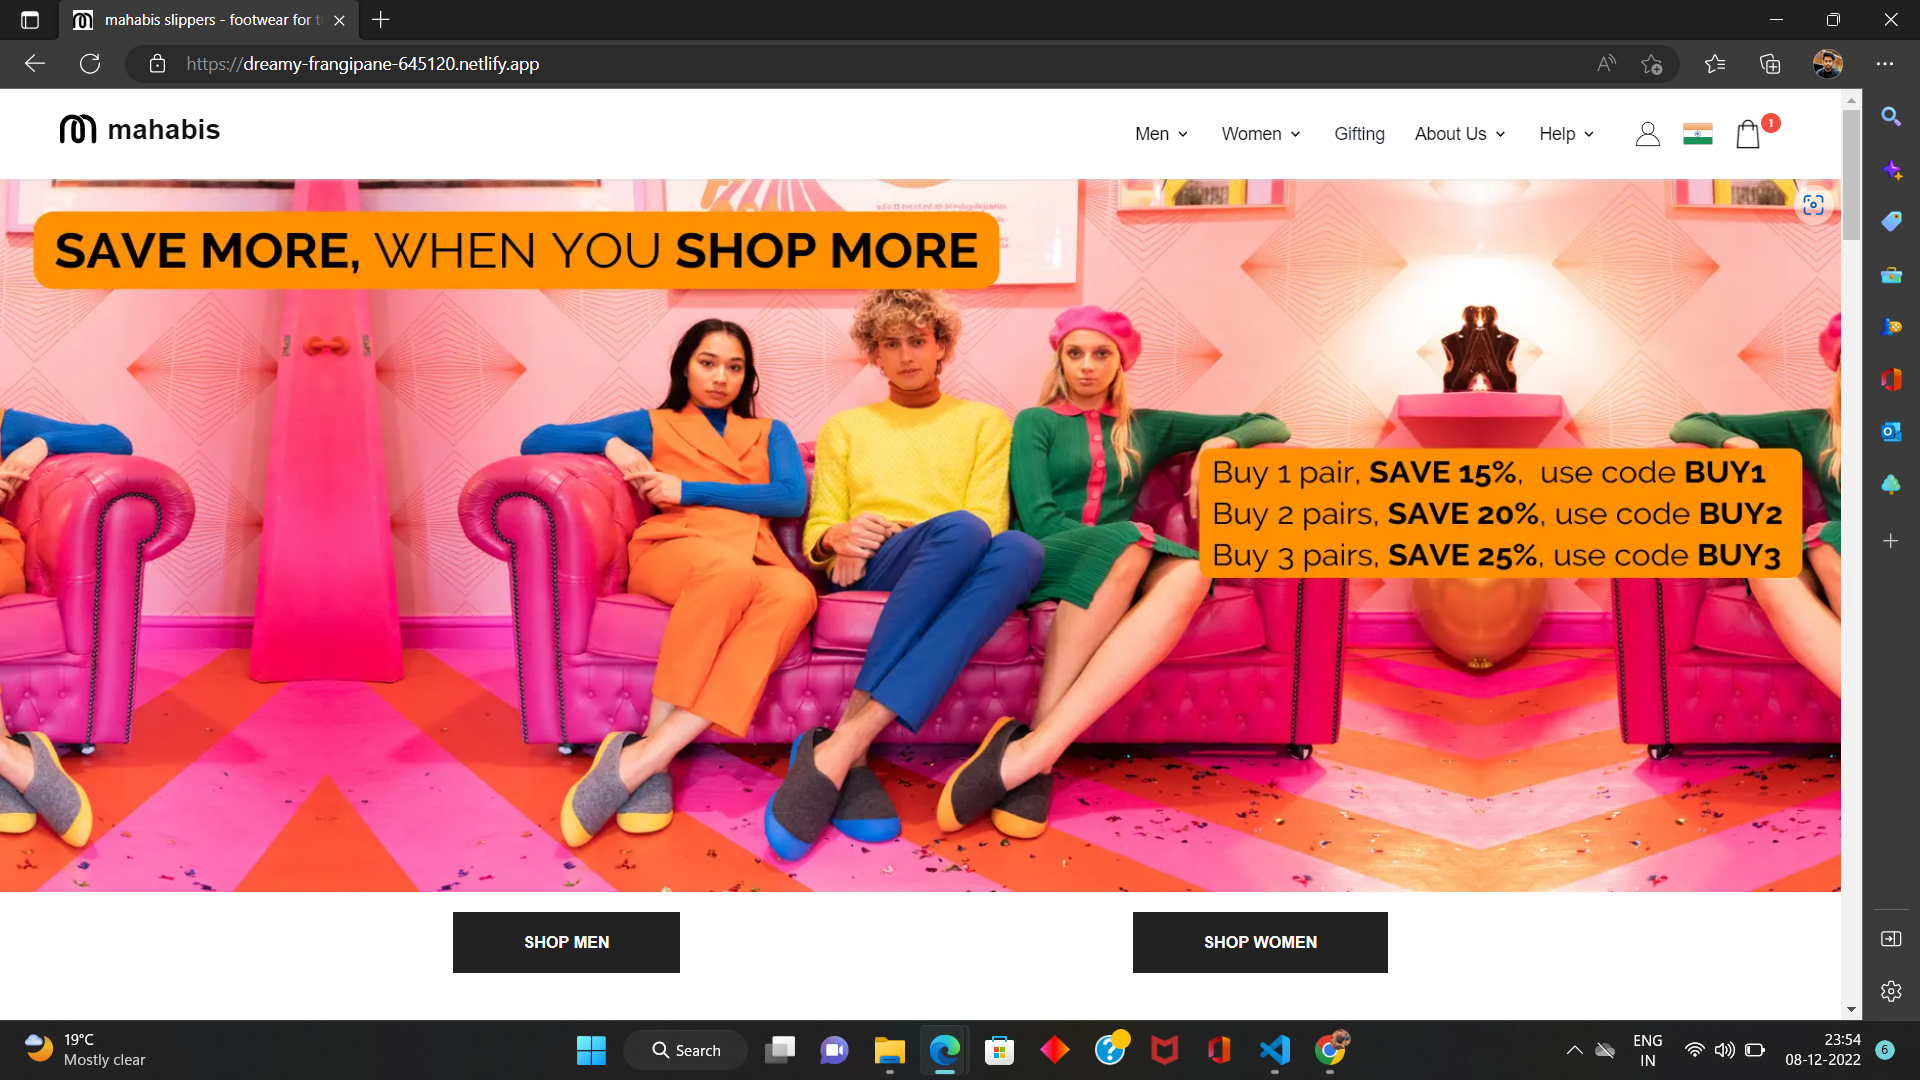 mahabis slippers - footwear for t
https://dreamy-frangipane-645120.netlify.app
mahabis
Men
Women
Gifting
About Us
Help
1
SAVE MORE, WHEN YOU SHOP MORE
Buy 1 pair, SAVE 15%, use code BUY1
Buy 2 pairs, SAVE 20%, use code BUY2
Buy 3 pairs, SAVE 25%, use code BUY3
SHOP MEN
SHOP WOMEN
19°C
Mostly clear
Search
ENG
IN
23:54
08-12-2022
6